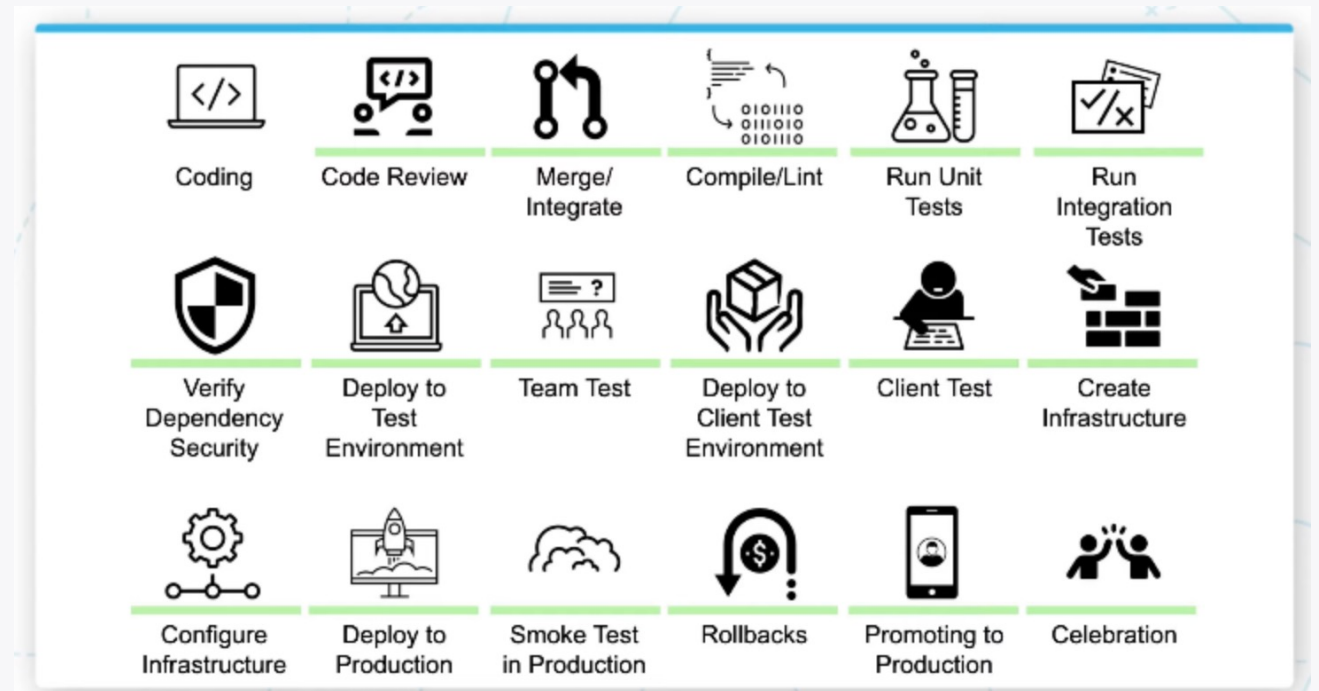 </>
</>
{
}
010110
011010
010110
✓/x
Coding
Code Review
Merge/
Integrate
Compile/Lint
Run Unit
Tests
Run
Integration
Tests
?
Verify
Dependency
Security
Deploy to
Test
Environment
Team Test
Deploy to
Client Test
Environment
Client Test
Create
Infrastructure
$
Configure
Infrastructure
Deploy to
Production
Smoke Test
in Production
Rollbacks
Promoting to
Production
Celebration